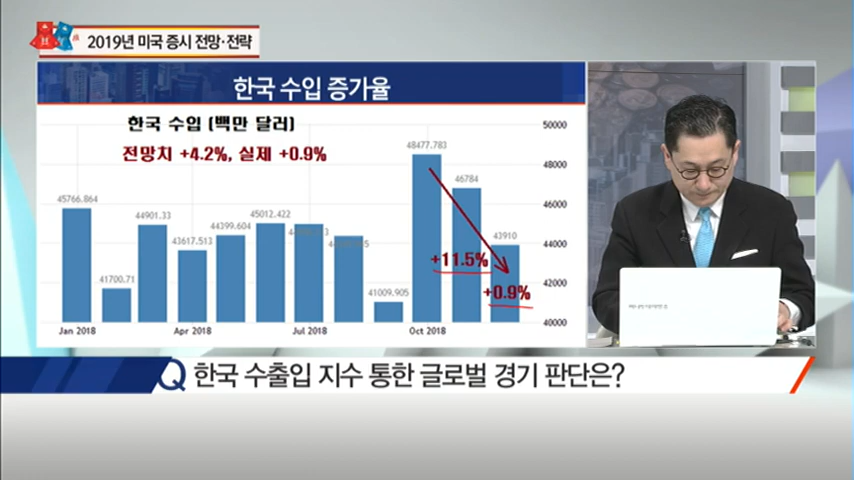 2019년 미국 증시 전망·전략
한국 수입 증가율
한국 수입 (백만 달러)
전망치 +4.2%, 실제 +0.9%
50000
48000
46000
44000
42000
40000
45766.864
41700.71
44901.33
43617.513
44399.604
45012.422
41009.905
48477.783
46784
43910
+11.5%
+0.9%
Jan 2018
Apr 2018
Jul 2018
Oct 2018
Q 한국 수출입 지수 통한 글로벌 경기 판단은?